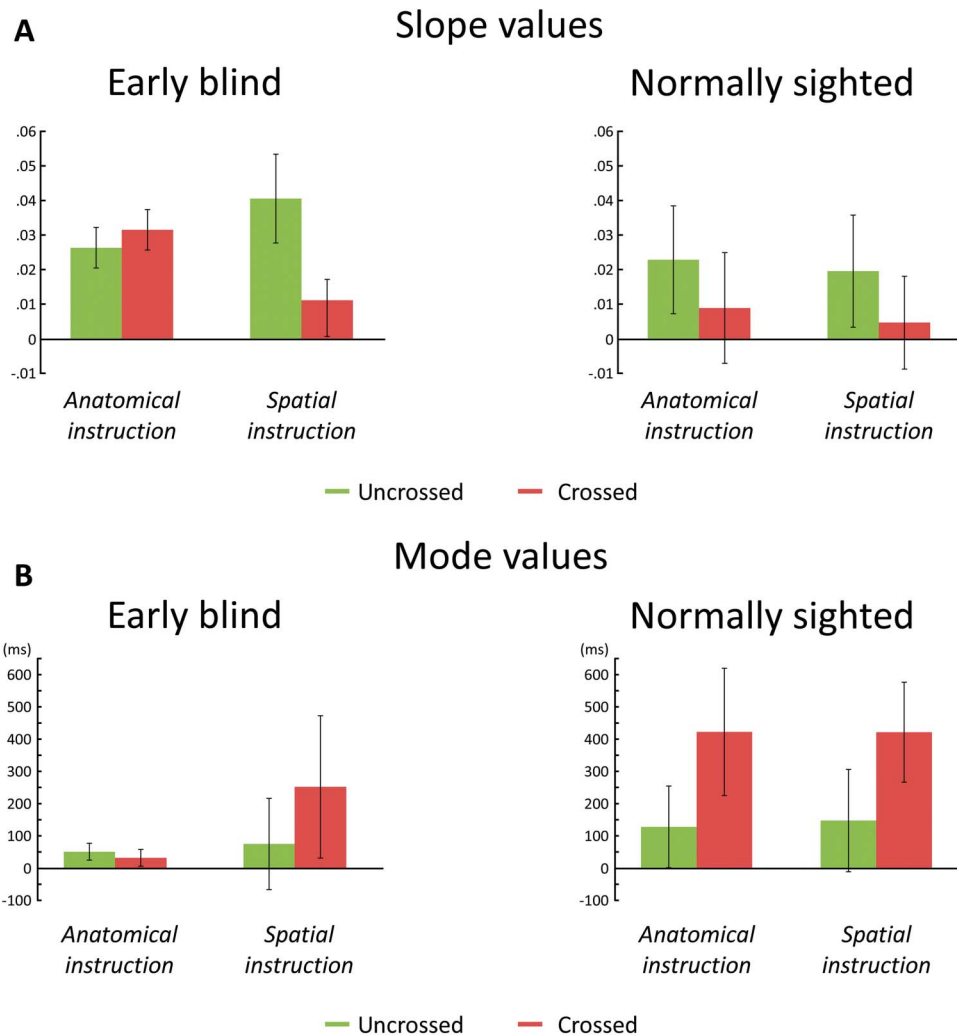 A
Slope values
Early blind
Normally sighted
.06
.05
.04
.03
.02
.01
0
-.01
Anatomical instruction
Spatial instruction
.06
.05
.04
.03
.02
.01
0
-.01
Anatomical instruction
Spatial instruction
Uncrossed
Crossed
B
Mode values
Early blind
Normally sighted
(ms)
600
500
400
300
200
100
0
-100
Anatomical instruction
Spatial instruction
(ms)
600
500
400
300
200
100
0
-100
Anatomical instruction
Spatial instruction
Uncrossed
Crossed